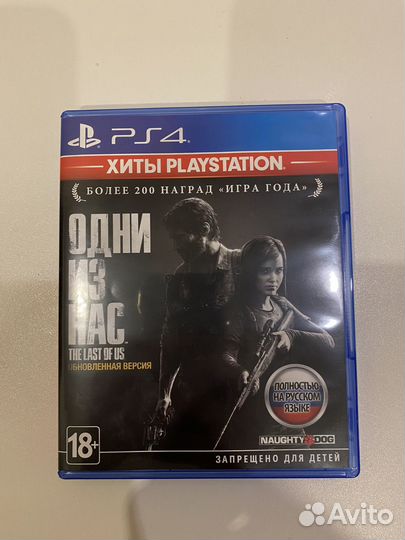 PS4
ХИТЫ PLAYSTATION
БОЛЕЕ 200 НАГРАД «ИГРА ГОДА»
ОДНИ
ИЗ
НАС
THE LAST OF US
ОБНОВЛЕННАЯ ВЕРСИЯ
ПОЛНОСТЬЮ
НА РУССКОМ
ЯЗЫКЕ
18+
NAUGHTY DOG
ЗАПРЕЩЕНО ДЛЯ ДЕТЕЙ
Avito